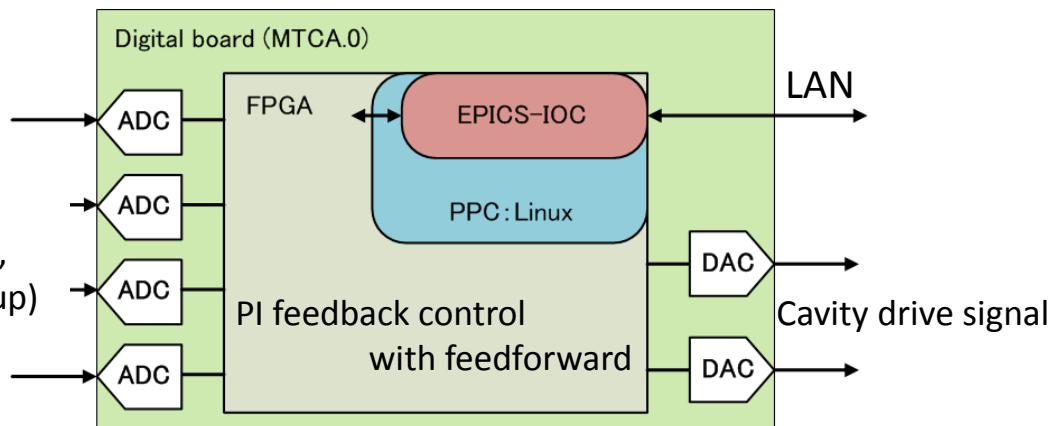 Digital board (MTCA.0)
LAN
ADC
FPGA
EPICS-IOC
ADC
PPC:Linux
,
up)
ADC
DAC
PI feedback control
with feedforward
Cavity drive signal
ADC
DAC